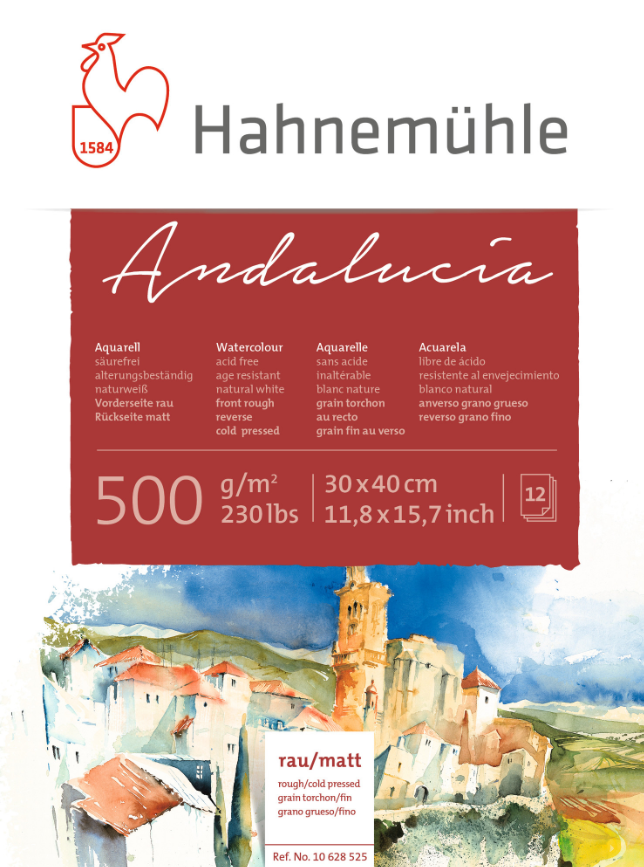 1584
Hahnemühle
Andalucía
Aquarell
säurefrei
alterungsbeständig
naturweiß
Vorderseite rau
Rückseite matt
Watercolour
acid free
age resistant
natural white
front rough
reverse
cold pressed
Aquarelle
sans acide
inaltérable
blanc nature
grain torchon
au recto
grain fin au verso
Acuarela
libre de ácido
resistente al envejecimiento
blanco natural
anverso grano grueso
reverso grano fino
500
g/m²
230lbs
30 x 40 cm
11,8 x 15,7 inch
12
rau/matt
rough/cold pressed
grain torchon/fin
grano grueso/fino
Ref. No. 10 628 525